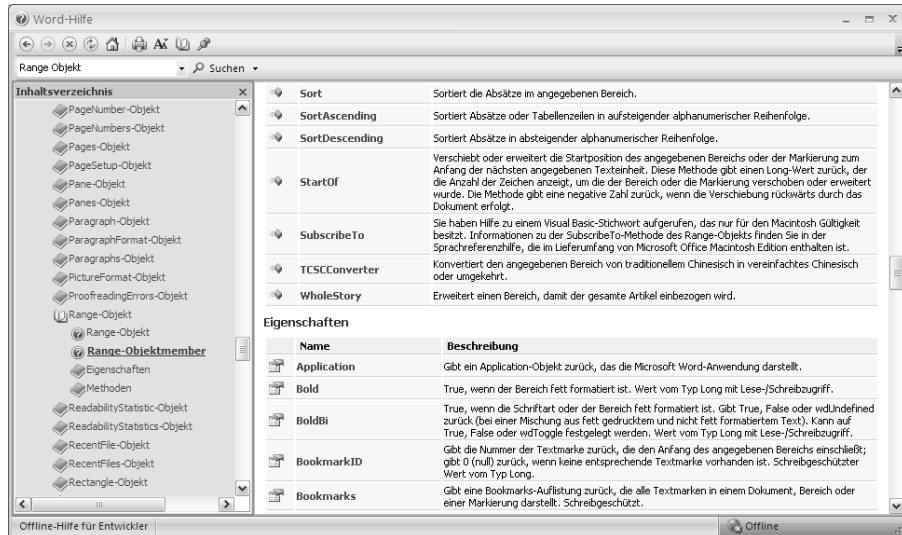 Word-Hilfe
Range Objekt
Suchen
Inhaltsverzeichnis
PageNumber-Objekt
PageNumbers-Objekt
Pages-Objekt
PageSetup-Objekt
Pane-Objekt
Panes-Objekt
Paragraph-Objekt
ParagraphFormat-Objekt
Paragraphs-Objekt
PictureFormat-Objekt
ProofreadingErrors-Objekt
Range-Objekt
Range-Objekt
Range-Objektmember
Eigenschaften
Methoden
ReadabilityStatistic-Objekt
ReadabilityStatistics-Objekt
RecentFile-Objekt
RecentFiles-Objekt
Rectangle-Objekt
Sort Sortiert die Absätze im angegebenen Bereich.
SortAscending Sortiert Absätze oder Tabellenzeilen in aufsteigender alphanumerischer Reihenfolge.
SortDescending Sortiert Absätze in absteigender alphanumerischer Reihenfolge.
StartOf Verschiebt oder erweitert die Startposition des angegebenen Bereichs oder der Markierung zum
Anfang der nächsten angegebenen Texteinheit. Diese Methode gibt einen Long-Wert zurück, der
die Anzahl der Zeichen anzeigt, um die der Bereich oder die Markierung verschoben oder erweitert
wurde. Die Methode gibt eine negative Zahl zurück, wenn die Verschiebung rückwärts durch das
Dokument erfolgt.
SubscribeTo Sie haben Hilfe zu einem Visual Basic-Stichwort aufgerufen, das nur für den Macintosh Gültigkeit
besitzt. Informationen zu der SubscribeTo-Methode des Range-Objekts finden Sie in der
Sprachreferenzhilfe, die im Lieferumfang von Microsoft Office Macintosh Edition enthalten ist.
TCSCConverter Konvertiert den angegebenen Bereich von traditionellem Chinesisch in vereinfachtes Chinesisch
oder umgekehrt.
WholeStory Erweitert einen Bereich, damit der gesamte Artikel einbezogen wird.
Eigenschaften
Name Beschreibung
Application Gibt ein Application-Objekt zurück, das die Microsoft Word-Anwendung darstellt.
Bold True, wenn der Bereich fett formatiert ist. Wert vom Typ Long mit Lese-/Schreibzugriff.
BoldBi True, wenn die Schriftart oder der Bereich fett formatiert ist. Gibt True, False oder wdUndefined
zurück (bei einer Mischung aus fett gedrucktem und nicht fett formatiertem Text). Kann auf
True, False oder wdToggle festgelegt werden. Wert vom Typ Long mit Lese-/Schreibzugriff.
BookmarkID Gibt die Nummer der Textmarke zurück, die den Anfang des angegebenen Bereichs einschließt;
gibt 0 (null) zurück, wenn keine entsprechende Textmarke vorhanden ist. Schreibgeschützter
Wert vom Typ Long.
Bookmarks Gibt eine Bookmarks-Auflistung zurück, die alle Textmarken in einem Dokument, Bereich oder
einer Markierung darstellt. Schreibgeschützt.
Offline-Hilfe für Entwickler
Offline